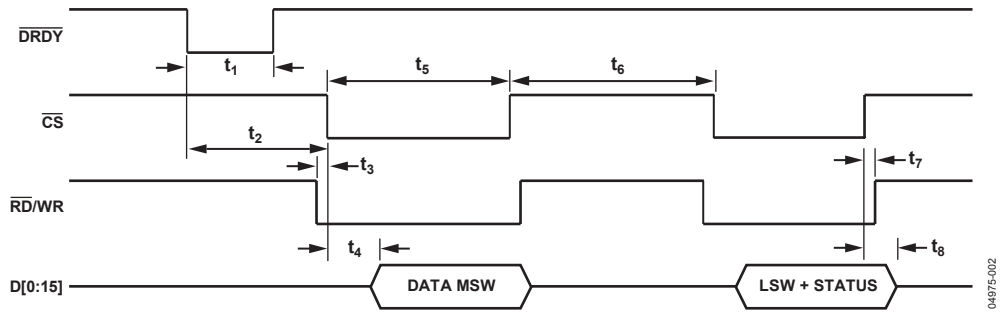 DRDY
t1
t5
t6
CS
t2
t3
t7
RD/WR
t4
t8
D[0:15]
DATA MSW
LSW + STATUS
04975-002